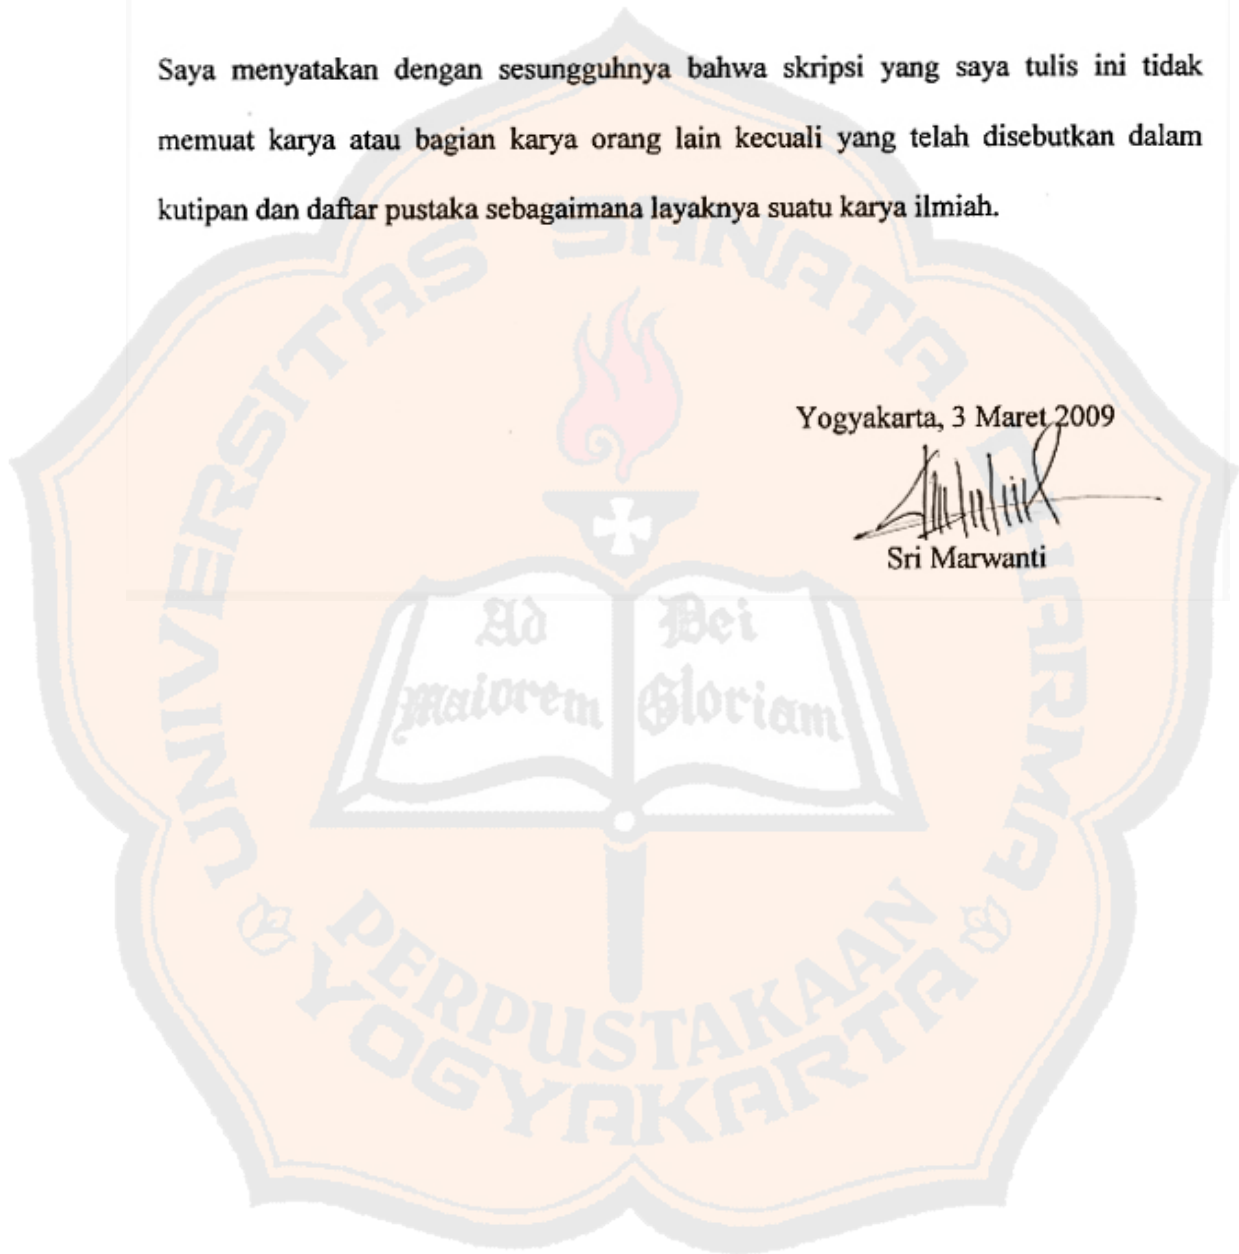 Saya menyatakan dengan sesungguhnya bahwa skripsi yang saya tulis ini tidak
memuat karya atau bagian karya orang lain kecuali yang telah disebutkan dalam
kutipan dan daftar pustaka sebagaimana layaknya suatu karya ilmiah.
UNIVERSITAS SANATA DHARMA
Yogyakarta, 3 Maret 2009
Sri Marwanti
Ad Dei
maiorem Gloriam
PERPUSTAKAAN
YOGYAKARTA